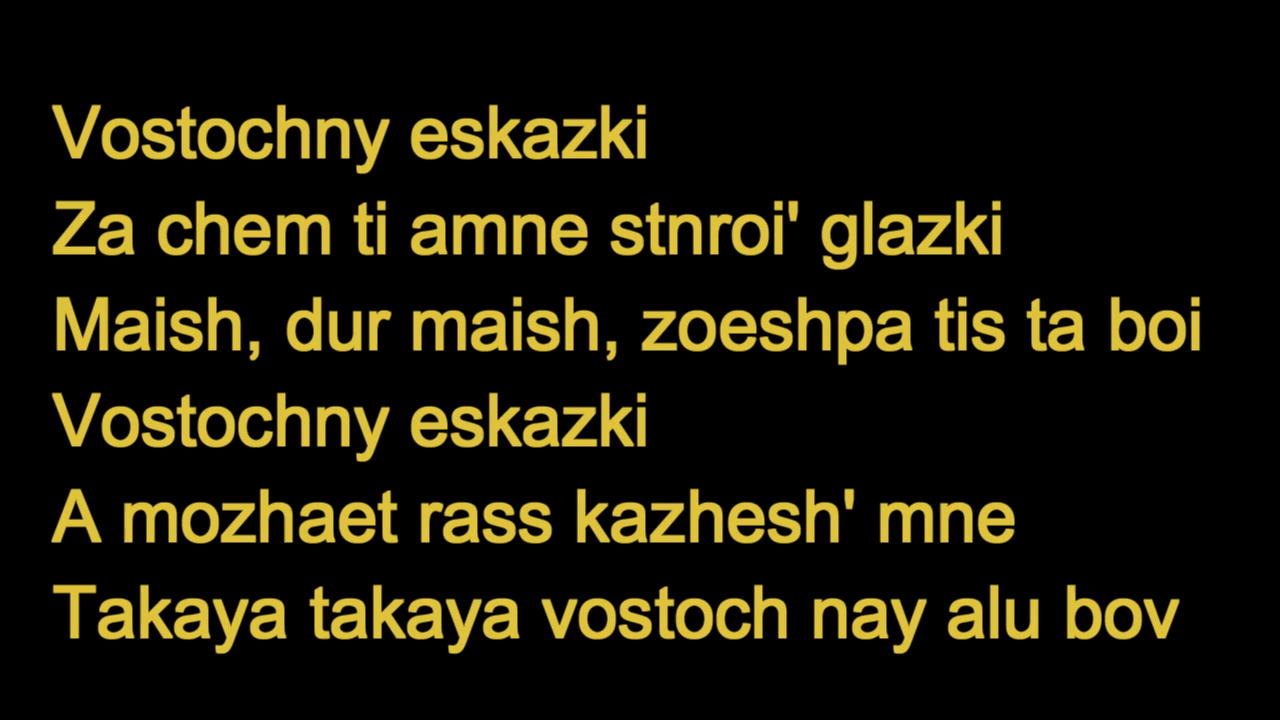 Vostochny eskazki
Za chem ti amne stnroi' glazki
Maish, dur maish, zoeshpa tis ta boi
Vostochny eskazki
A mozhaet rass kazhesh' mne
Takaya takaya vostoch nay alu bov